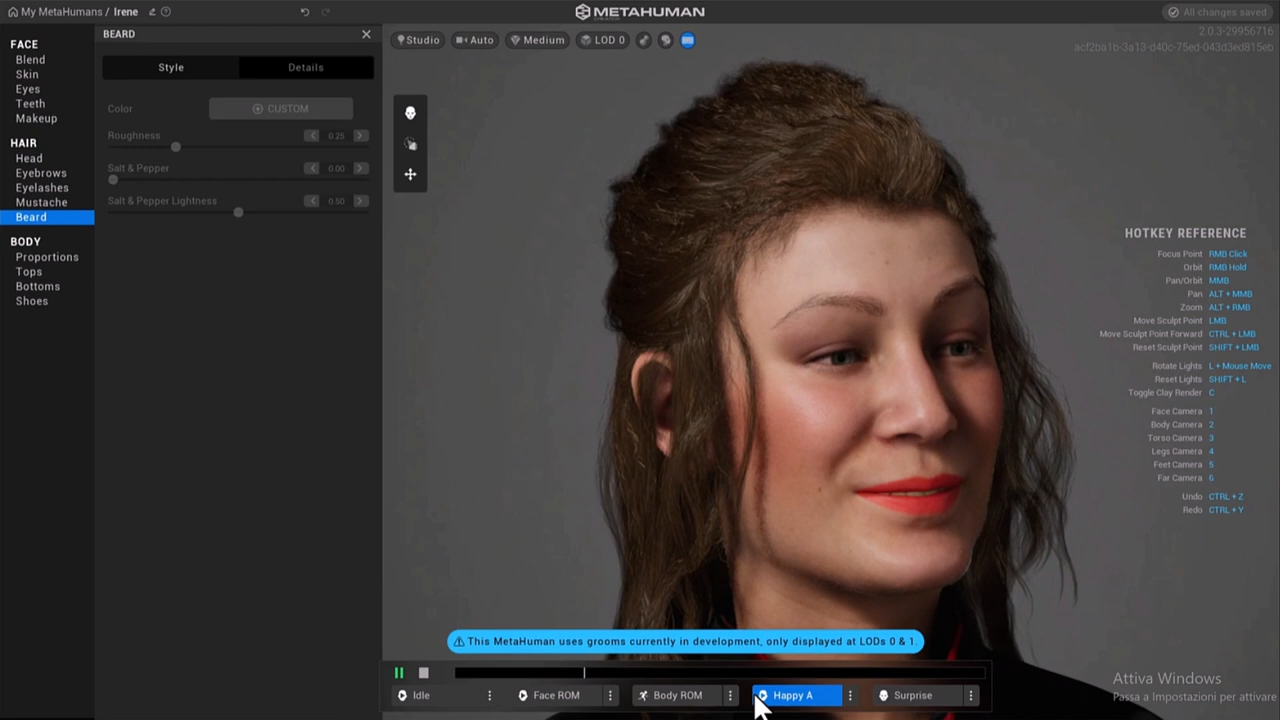 My MetaHumans / Irene
METAHUMAN
CREATOR
All changes saved
2.0.3-29956716
acf2ba1b-3a13-d40c-75ed-043d3ed815eb
FACE
Blend
Skin
Eyes
Teeth
Makeup
HAIR
Head
Eyebrows
Eyelashes
Mustache
Beard
BODY
Proportions
Tops
Bottoms
Shoes
BEARD
Style Details
Color CUSTOM
Roughness 0.25
Salt & Pepper 0.00
Salt & Pepper Lightness 0.50
Studio Auto Medium LOD 0
HOTKEY REFERENCE
Focus Point RMB Click
Orbit RMB Hold
Pan/Orbit MMB
Pan ALT + MMB
Zoom ALT + RMB
Move Sculpt Point LMB
Move Sculpt Point Forward CTRL + LMB
Reset Sculpt Point SHIFT + LMB
Rotate Lights L + Mouse Move
Reset Lights SHIFT + L
Toggle Clay Render C
Face Camera 1
Body Camera 2
Torso Camera 3
Legs Camera 4
Feet Camera 5
Far Camera 6
Undo CTRL + Z
Redo CTRL + Y
This MetaHuman uses grooms currently in development, only displayed at LODs 0 & 1.
Idle Face ROM Body ROM Happy A Surprise
Attiva Windows
Passa a Impostazioni per attivare